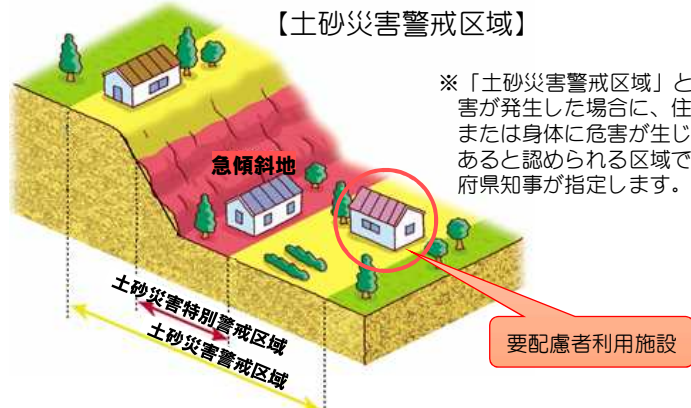 【土砂災害警戒区域】
※「土砂災害警戒区域」と
害が発生した場合に、住
または身体に危害が生じ
あると認められる区域で
府県知事が指定します。
急傾斜地
土砂災害特別警戒区域
土砂災害警戒区域
要配慮者利用施設